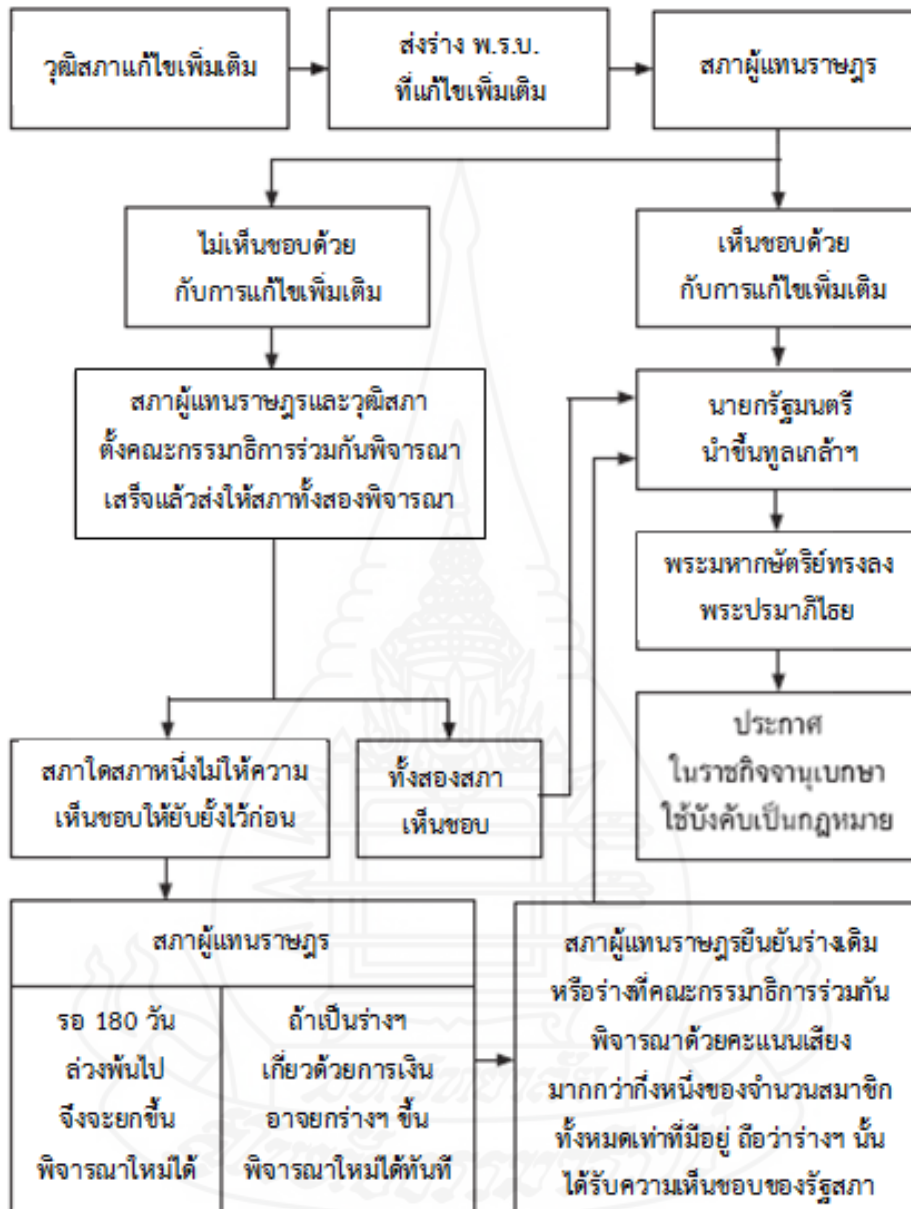 วุฒิสภาแก้ไขเพิ่มเติม
ส่งร่าง พ.ร.บ.
ที่แก้ไขเพิ่มเติม
สภาผู้แทนราษฎร
ไม่เห็นชอบด้วย
กับการแก้ไขเพิ่มเติม
เห็นชอบด้วย
กับการแก้ไขเพิ่มเติม
สภาผู้แทนราษฎรและวุฒิสภา
ตั้งคณะกรรมาธิการร่วมกันพิจารณา
เสร็จแล้วส่งให้สภาทั้งสองพิจารณา
นายกรัฐมนตรี
นำขึ้นทูลเกล้าฯ
พระมหากษัตริย์ทรงลง
พระปรมาภิไธย
ประกาศ
ในราชกิจจานุเบกษา
ใช้บังคับเป็นกฎหมาย
สภาใดสภาหนึ่งไม่ให้ความ
เห็นชอบให้ยับยั้งไว้ก่อน
ทั้งสองสภา
เห็นชอบ
สภาผู้แทนราษฎร
รอ 180 วัน
ล่วงพ้นไป
จึงจะยกขึ้น
พิจารณาใหม่ได้
ถ้าเป็นร่างฯ
เกี่ยวด้วยการเงิน
อาจยกร่างฯ ขึ้น
พิจารณาใหม่ได้ทันที
สภาผู้แทนราษฎรยืนยันร่างเดิม
หรือร่างที่คณะกรรมาธิการร่วมกัน
พิจารณาด้วยคะแนนเสียง
มากกว่ากึ่งหนึ่งของจำนวนสมาชิก
ทั้งหมดเท่าที่มีอยู่ ถือว่าร่างฯ นั้น
ได้รับความเห็นชอบของรัฐสภา